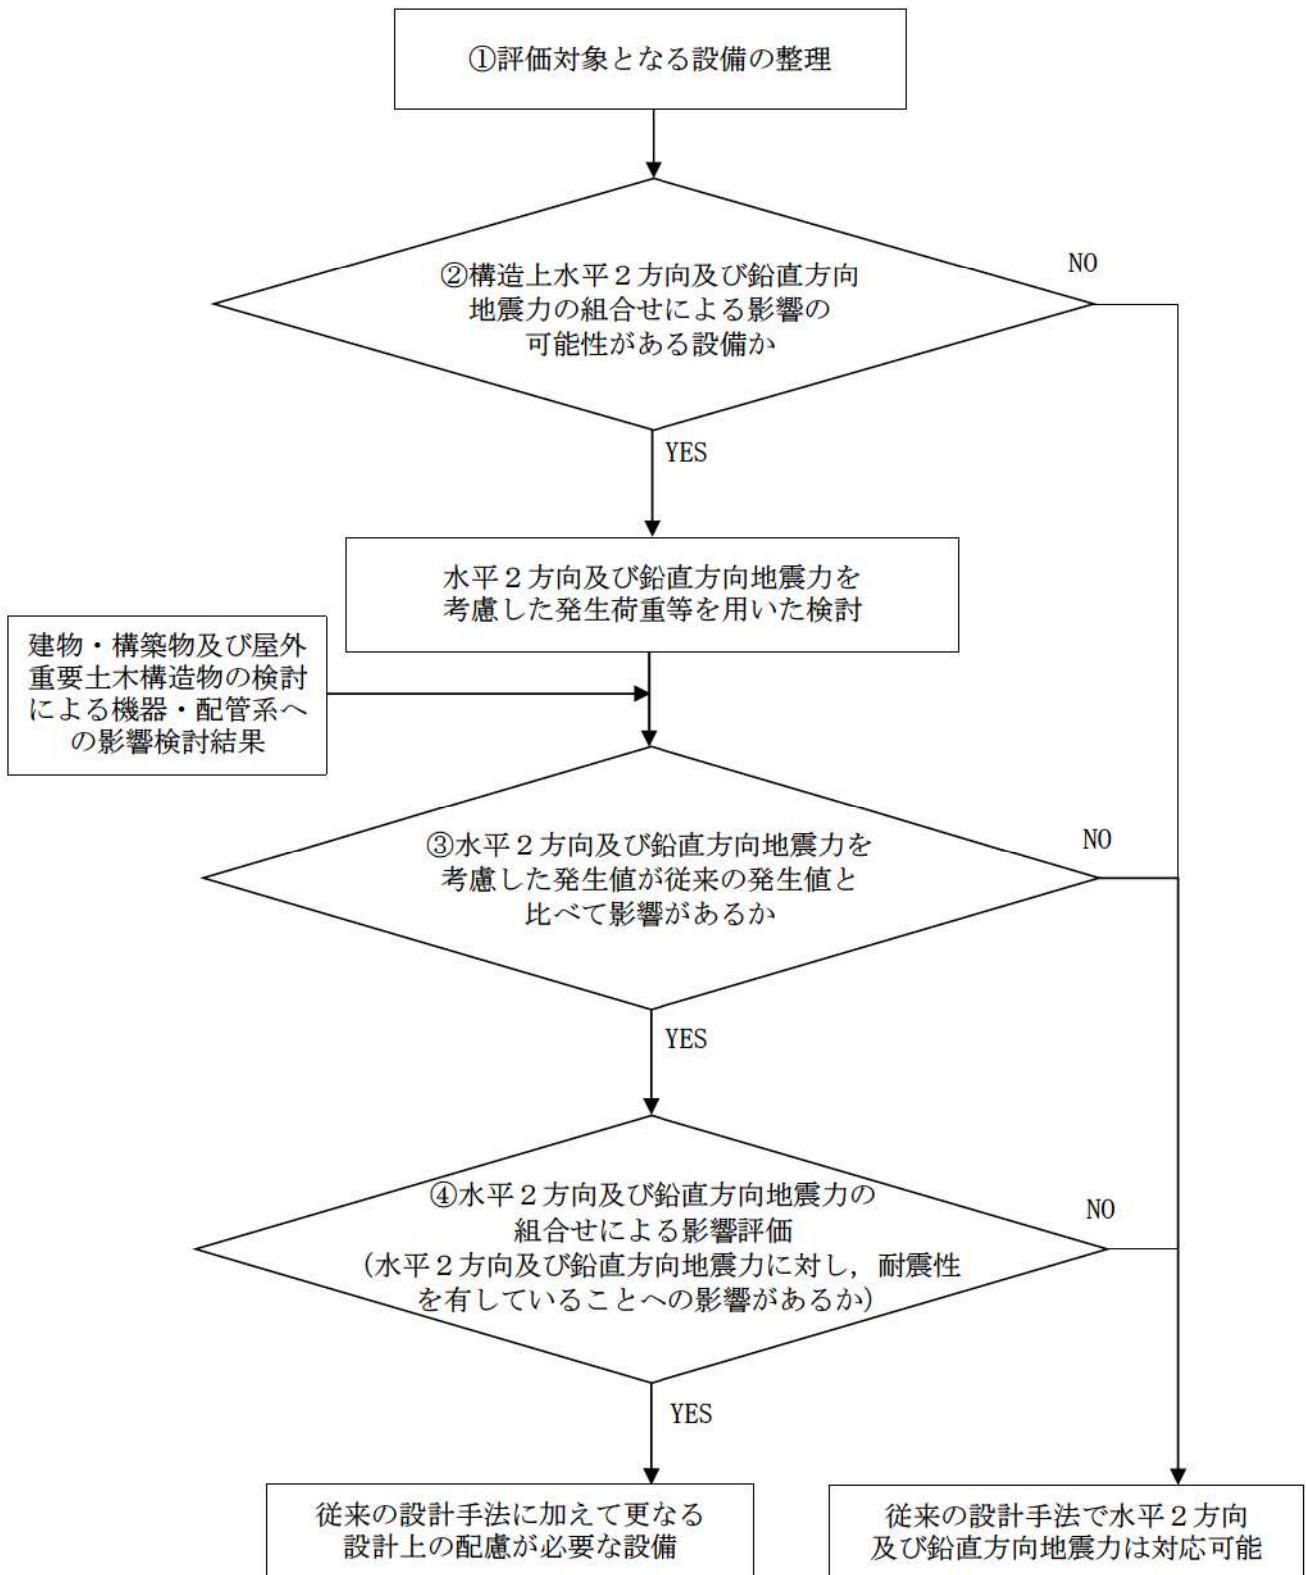 ①評価対象となる設備の整理
②構造上水平２方向及び鉛直方向
地震力の組合せによる影響の
可能性がある設備か
NO
YES
水平２方向及び鉛直方向地震力を
考慮した発生荷重等を用いた検討
建物・構築物及び屋外
重要土木構造物の検討
による機器・配管系へ
の影響検討結果
③水平２方向及び鉛直方向地震力を
考慮した発生値が従来の発生値と
比べて影響があるか
NO
YES
④水平２方向及び鉛直方向地震力の
組合せによる影響評価
（水平２方向及び鉛直方向地震力に対し，耐震性
を有していることへの影響があるか）
NO
YES
従来の設計手法に加えて更なる
設計上の配慮が必要な設備
従来の設計手法で水平２方向
及び鉛直方向地震力は対応可能